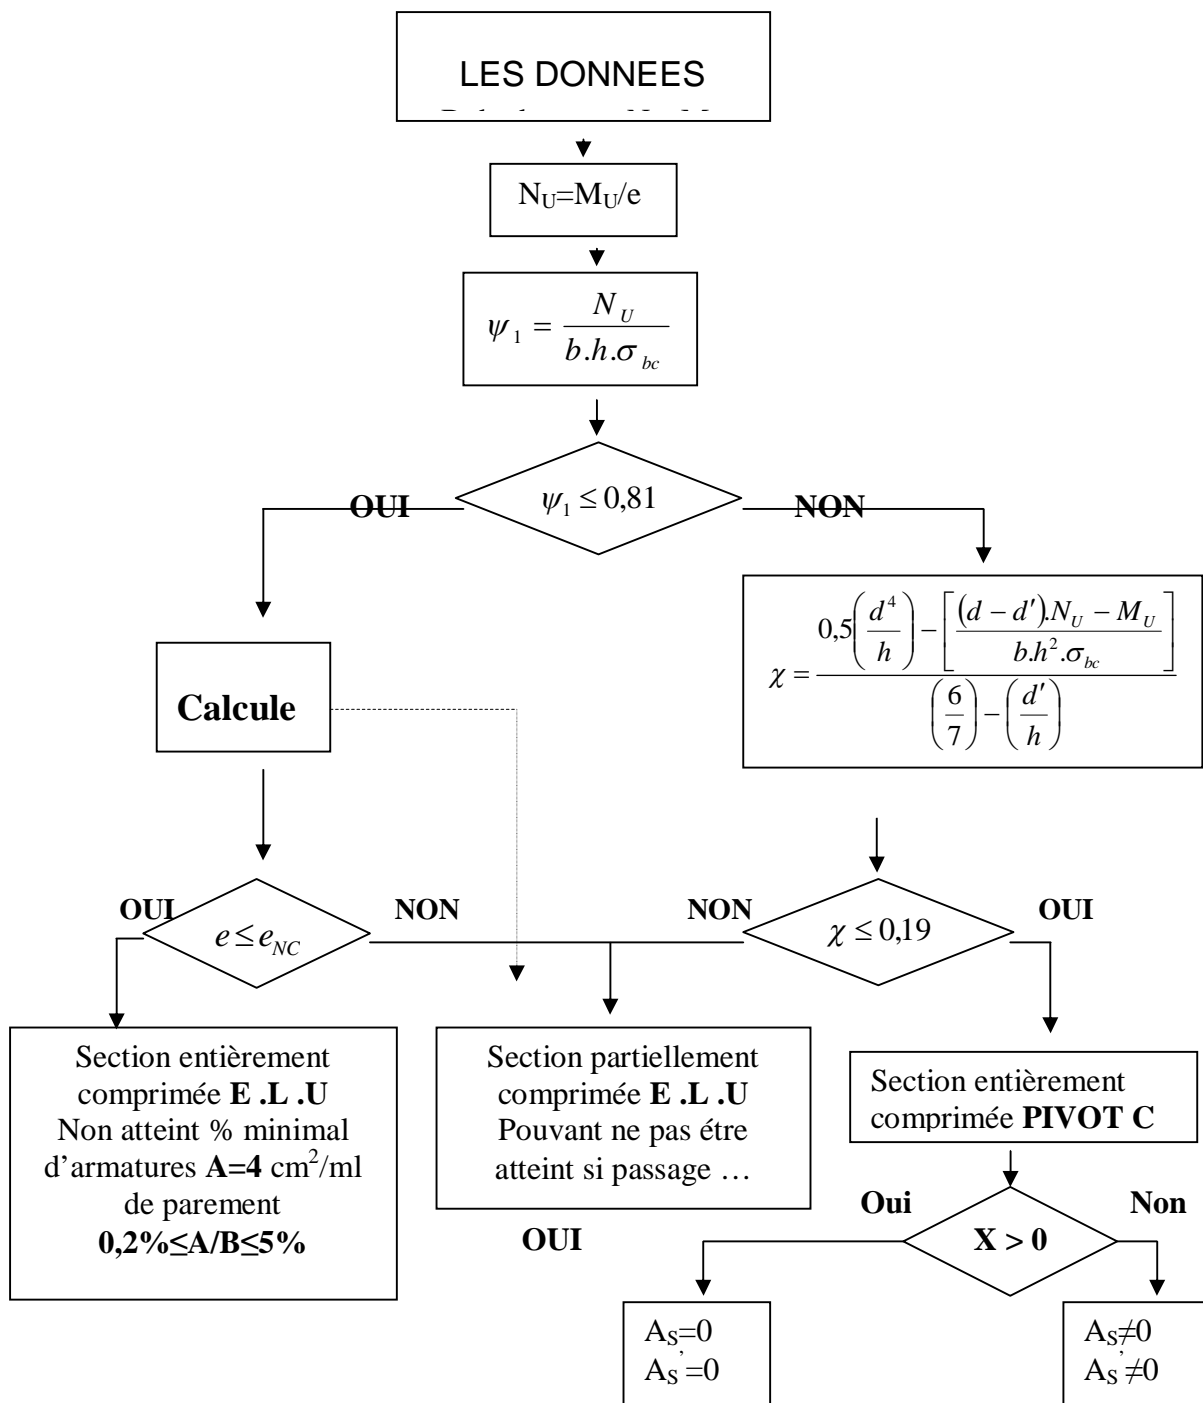 LES DONNEES
N_U=M_U/e
ψ_1 = N_U / b.h.σ_bc
OUI
ψ_1 ≤ 0,81
NON
χ = (0,5(d^4/h) − [((d − d′).N_U − M_U) / (b.h^2.σ_bc)]) / ((6/7) − (d′/h))
Calcule
OUI
e ≤ e_NC
NON
NON
χ ≤ 0,19
OUI
Section entièrement
comprimée E .L .U
Non atteint % minimal
d’armatures A=4 cm²/ml
de parement
0,2%≤A/B≤5%
Section partiellement
comprimée E .L .U
Pouvant ne pas étre
atteint si passage …
OUI
Section entièrement
comprimée PIVOT C
Oui
X > 0
Non
A_S=0
A_S’=0
A_S≠0
A_S’≠0